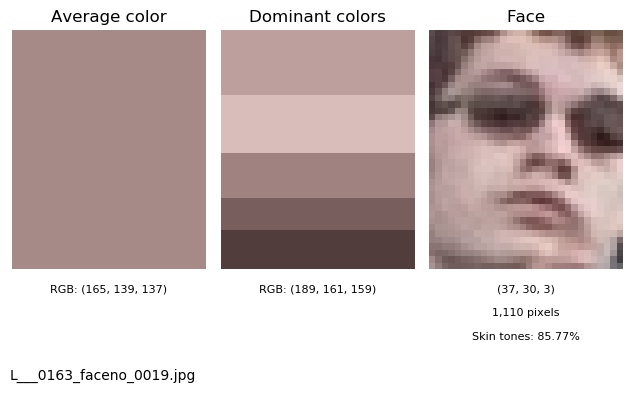 Average color
Dominant colors
Face
RGB: (165, 139, 137)
RGB: (189, 161, 159)
(37, 30, 3)
1,110 pixels
Skin tones: 85.77%
L___0163_faceno_0019.jpg